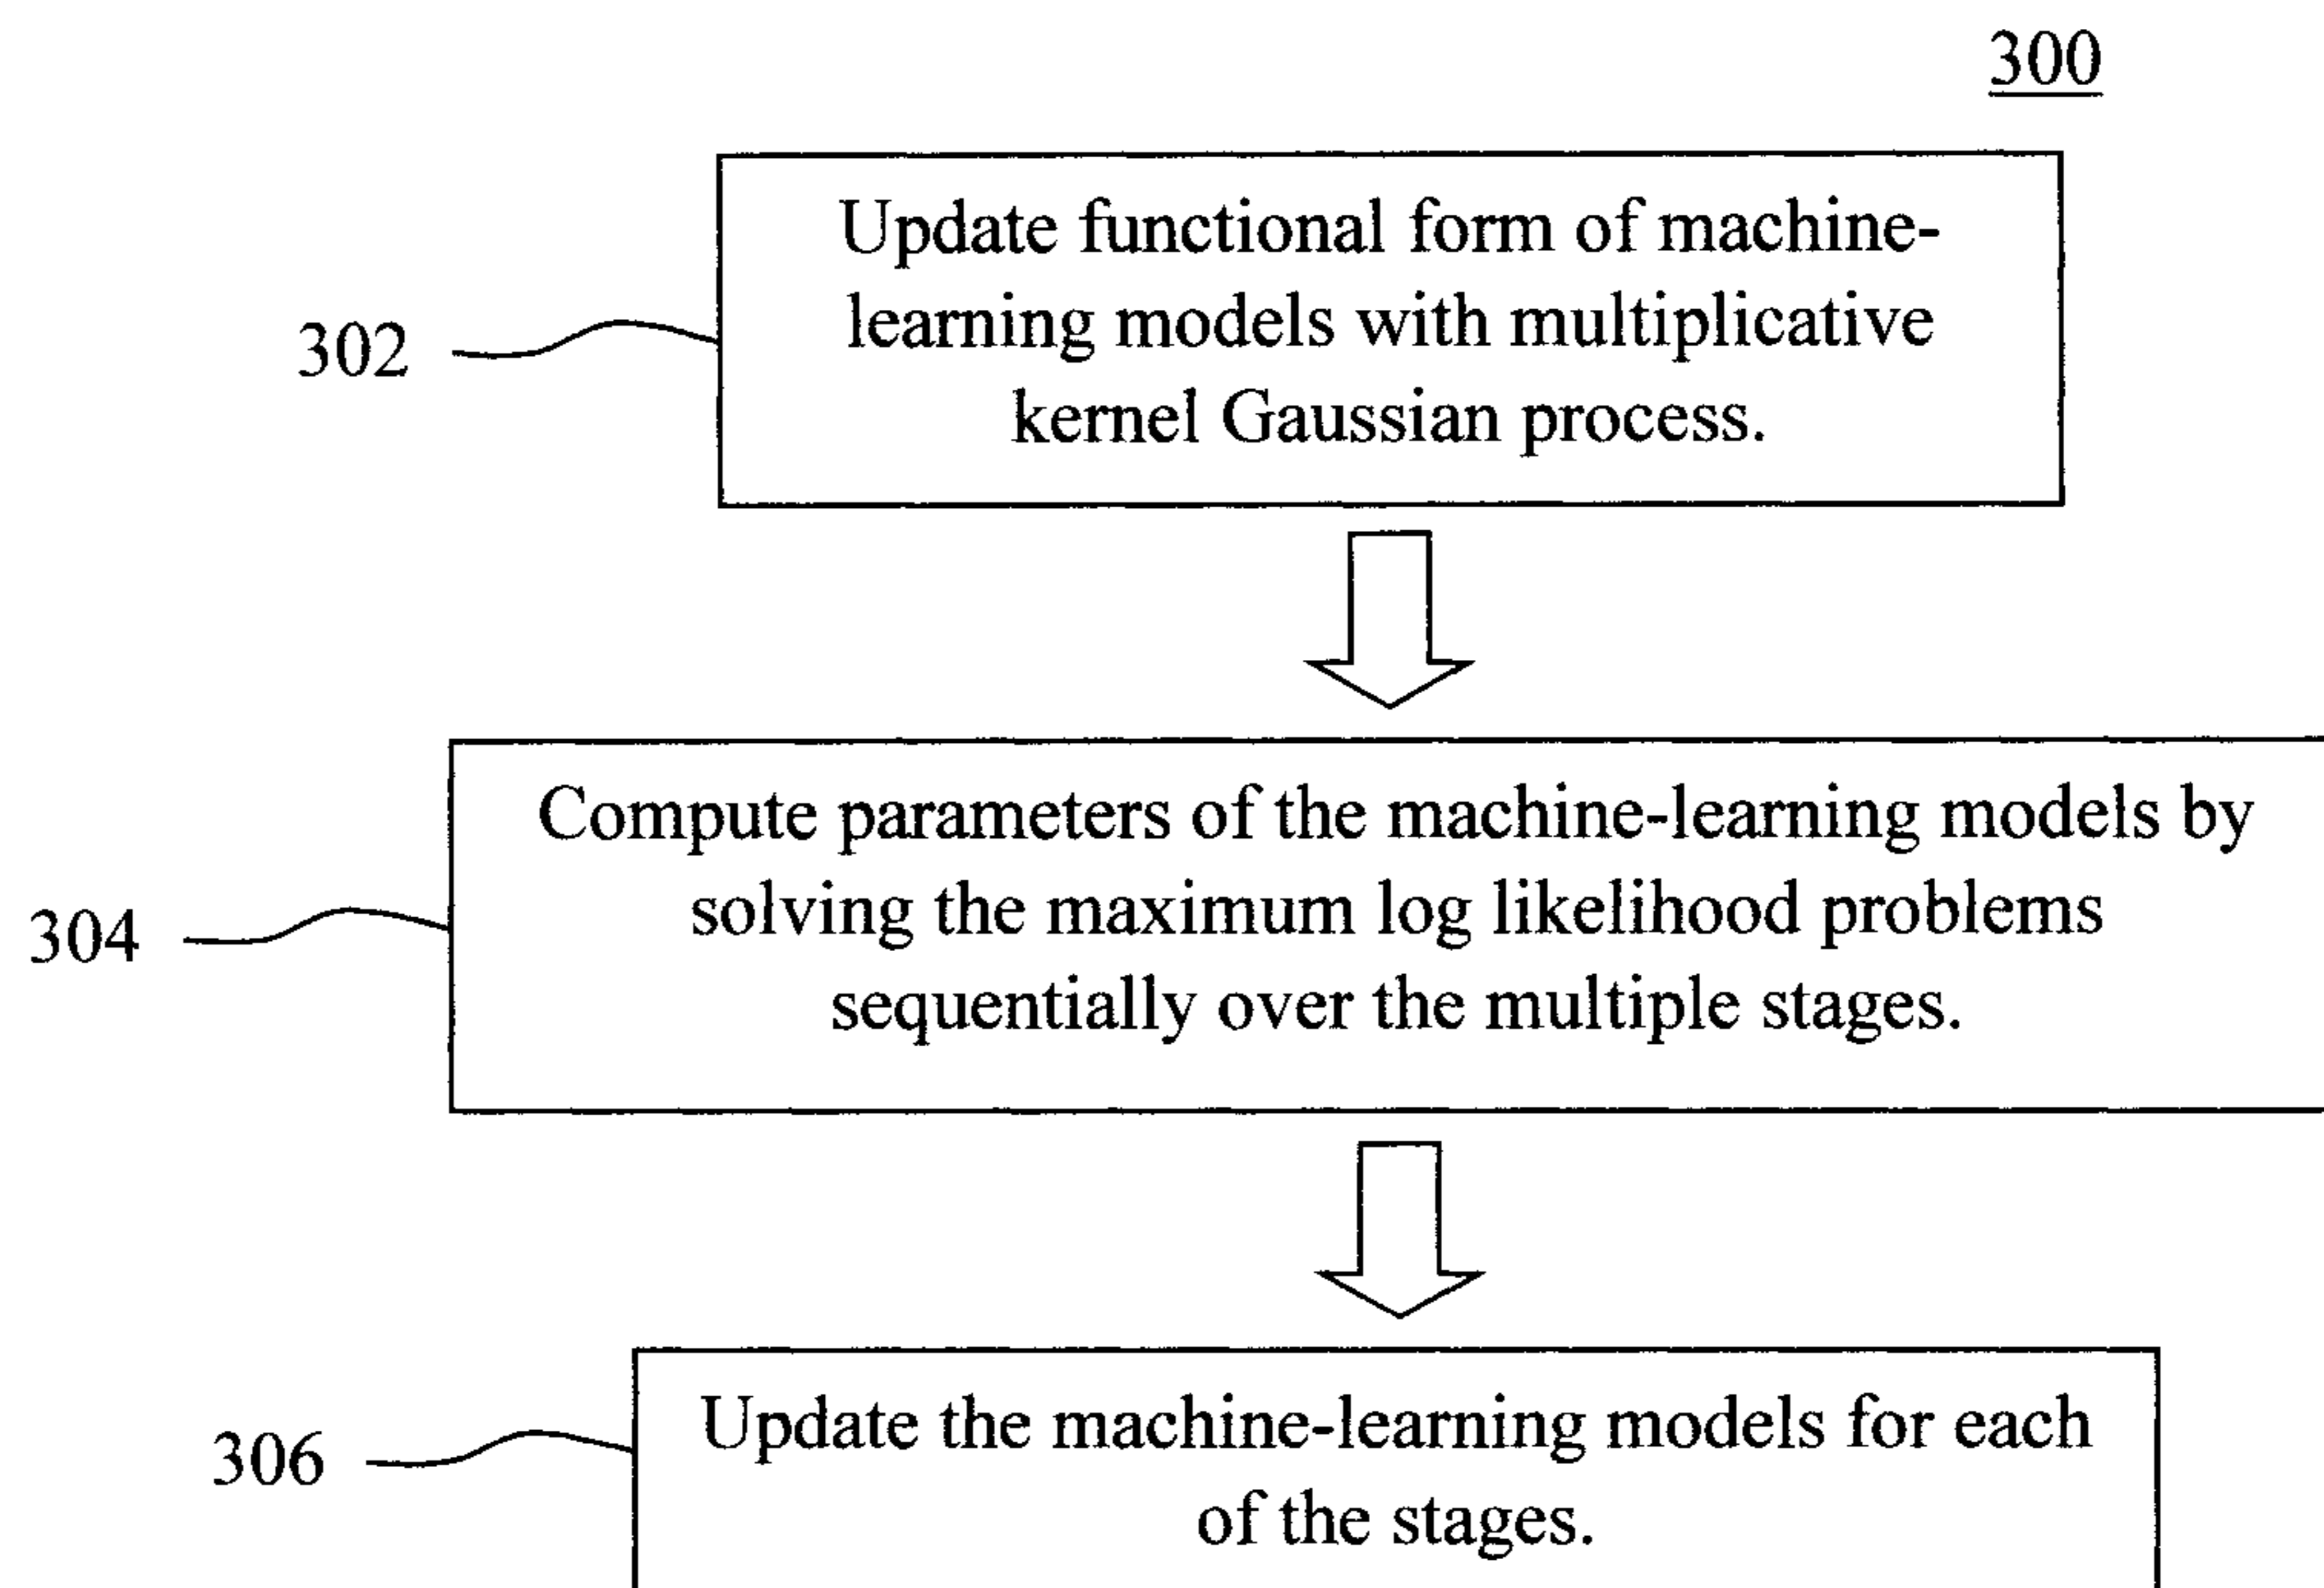 300
Update functional form of machine-
learning models with multiplicative
kernel Gaussian process.
302
Compute parameters of the machine-learning models by
solving the maximum log likelihood problems
sequentially over the multiple stages.
304
Update the machine-learning models for each
of the stages.
306